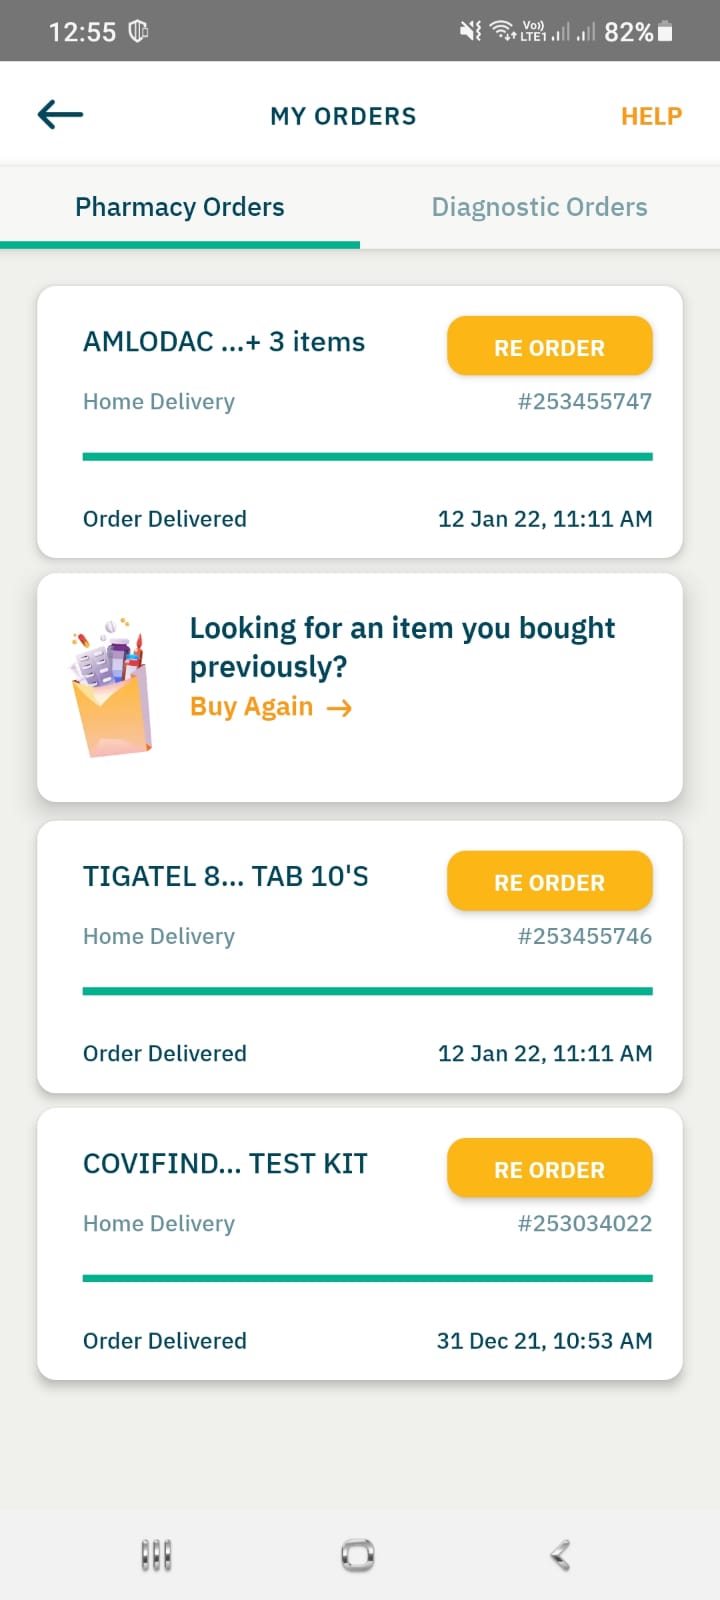 12:55 Vo)) LTE1 82%
MY ORDERS HELP
Pharmacy Orders Diagnostic Orders
AMLODAC ...+ 3 items RE ORDER
Home Delivery #253455747
Order Delivered 12 Jan 22, 11:11 AM
Looking for an item you bought
previously?
Buy Again →
TIGATEL 8... TAB 10'S RE ORDER
Home Delivery #253455746
Order Delivered 12 Jan 22, 11:11 AM
COVIFIND... TEST KIT RE ORDER
Home Delivery #253034022
Order Delivered 31 Dec 21, 10:53 AM